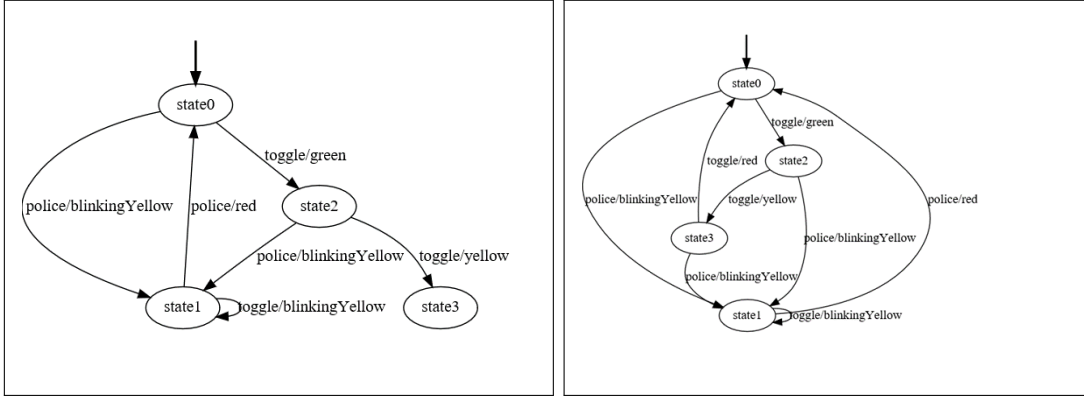 state0
toggle/green
police/blinkingYellow
police/red
state2
police/blinkingYellow
toggle/yellow
state1
toggle/blinkingYellow
state3
state0
toggle/green
toggle/red
state2
police/blinkingYellow
toggle/yellow
police/red
state3
police/blinkingYellow
police/blinkingYellow
state1
toggle/blinkingYellow